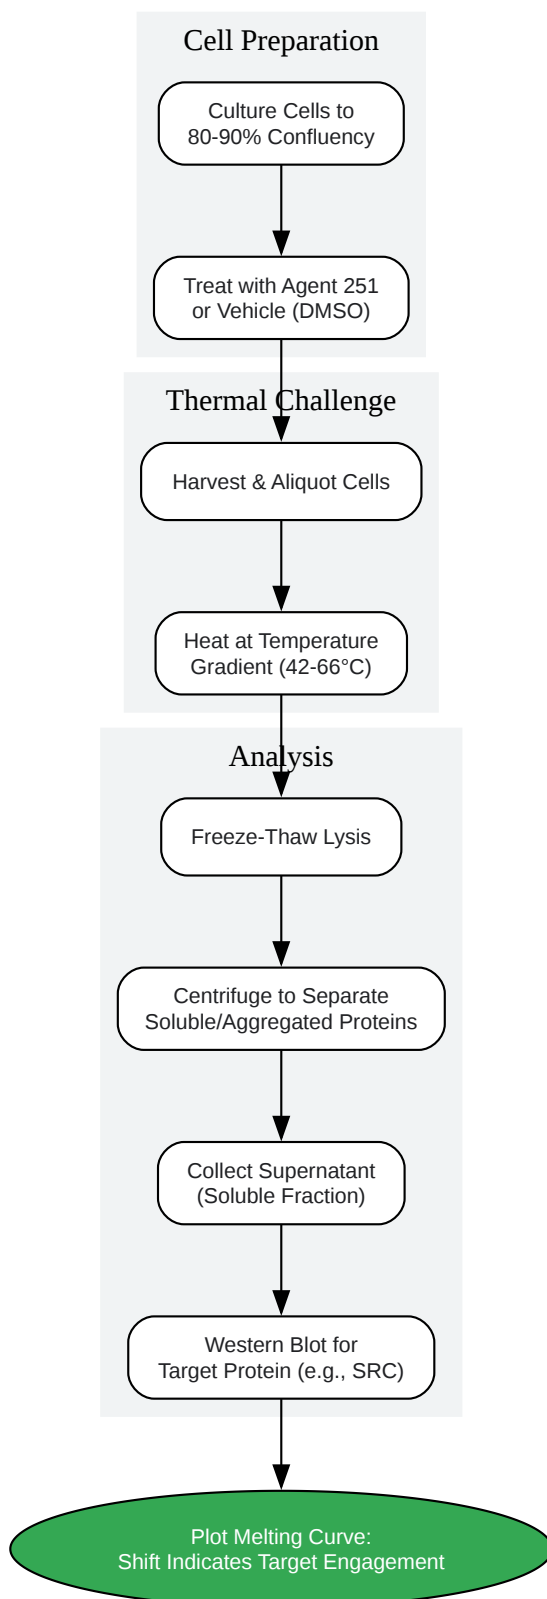 Cell Preparation
Culture Cells to
80-90% Confluency
Treat with Agent 251
or Vehicle (DMSO)
Thermal Challenge
Harvest & Aliquot Cells
Heat at Temperature
Gradient (42-66°C)
Analysis
Freeze-Thaw Lysis
Centrifuge to Separate
Soluble/Aggregated Proteins
Collect Supernatant
(Soluble Fraction)
Western Blot for
Target Protein (e.g., SRC)
Plot Melting Curve:
Shift Indicates Target Engagement